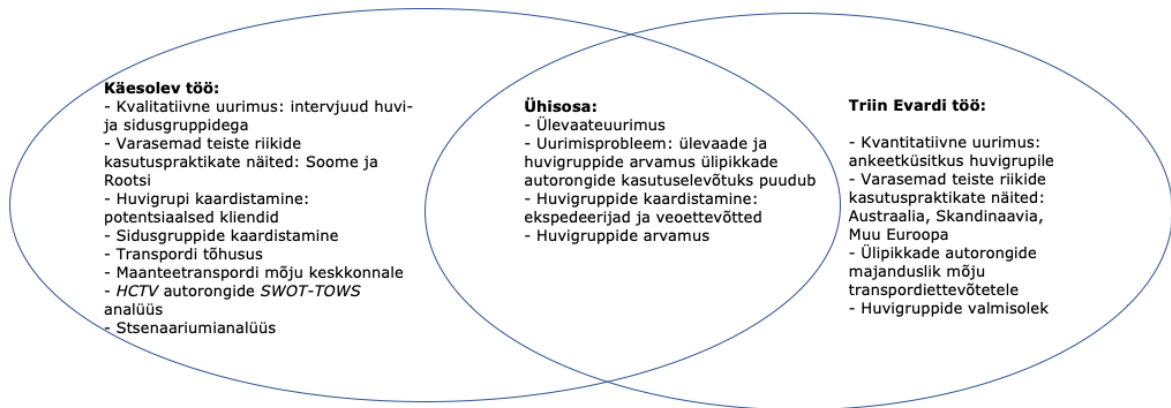 Käesolev töö:
- Kvalitatiivne uurimus: intervjuud huvi-
ja sidusgruppidega
- Varasemad teiste riikide
kasutuspraktikate näited: Soome ja
Rootsi
- Huvigrupi kaardistamine:
potentsiaalsed kliendid
- Sidusgruppide kaardistamine
- Transpordi tõhusus
- Maanteetranspordi mõju keskkonnale
- HCTV autorongide SWOT-TOWS
analüüs
- Stsenaariumianalüüs
Ühisosa:
- Ülevaateuurimus
- Uurimisprobleem: ülevaade ja
huvigruppide arvamus ülipikkade
autorongide kasutuselevõtuks puudub
- Huvigruppide kaardistamine:
ekspedeerijad ja veoettevõtted
- Huvigruppide arvamus
Triin Evardi töö:
- Kvantitatiivne uurimus:
ankeetküsitkus huvigrupile
- Varasemad teiste riikide
kasutuspraktikate näited:
Austraalia, Skandinaavia,
Muu Euroopa
- Ülipikkade autorongide
majanduslik mõju
transpordiettevõtetele
- Huvigruppide valmisolek